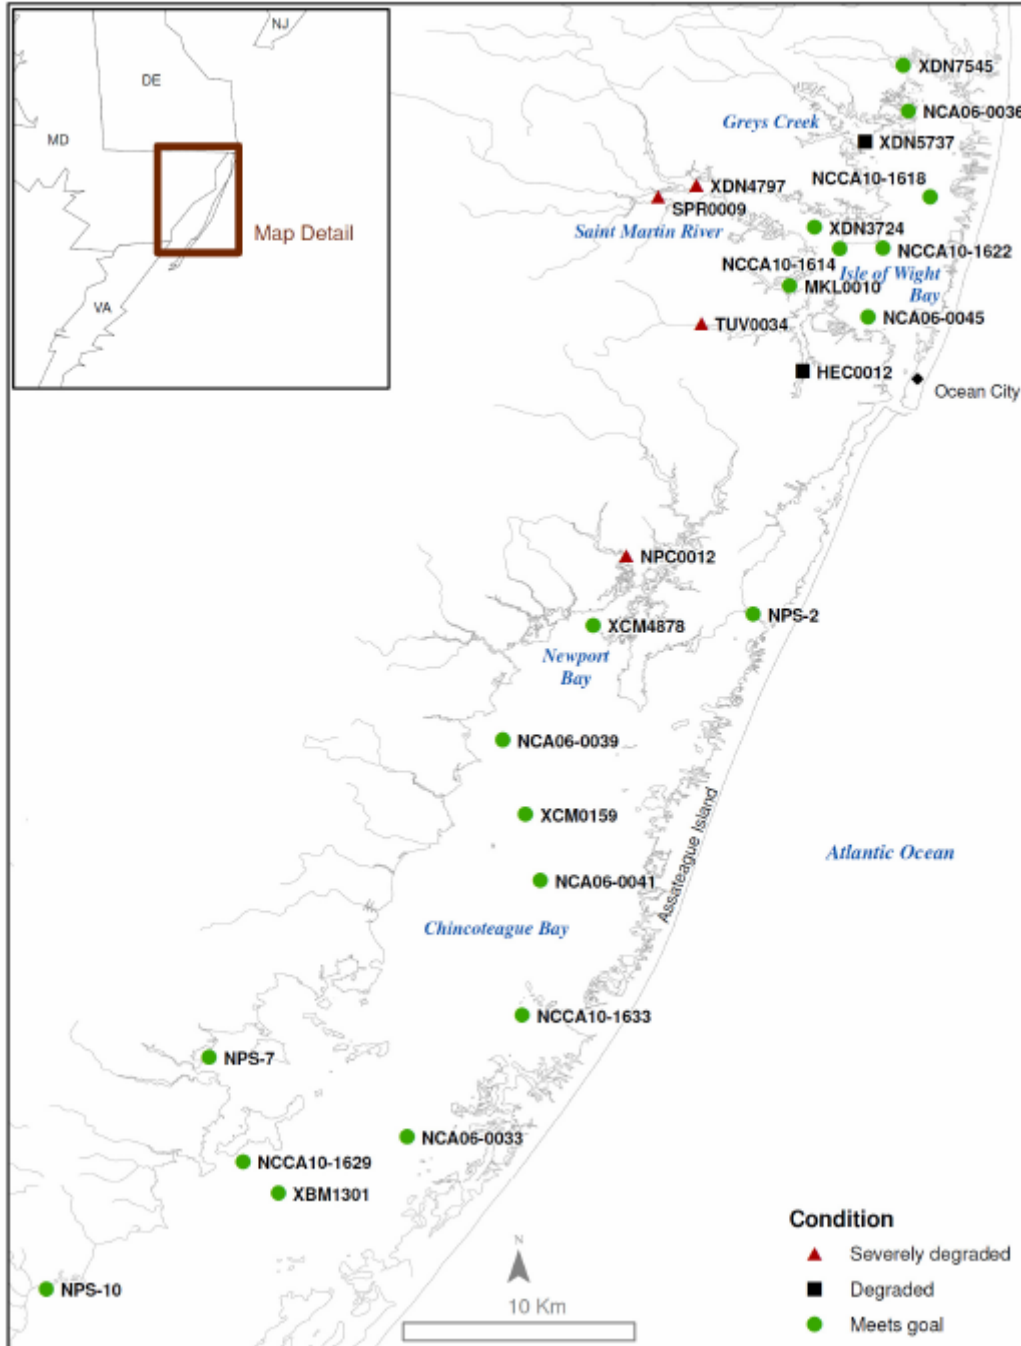 NJ
DE
MD
Map Detail
VA
XDN7545
NCA06-0036
Greys Creek
XDN5737
NCCA10-1618
XDN4797
SPR0009
Saint Martin River
XDN3724
NCCA10-1622
NCCA10-1614
Isle of Wight
Bay
MKL0010
NCA06-0045
TUV0034
HEC0012
Ocean City
NPC0012
NPS-2
XCM4878
Newport
Bay
NCA06-0039
XCM0159
Assateague Island
Atlantic Ocean
NCA06-0041
Chincoteague Bay
NCCA10-1633
NPS-7
NCA06-0033
NCCA10-1629
XBM1301
NPS-10
N
10 Km
Condition
Severely degraded
Degraded
Meets goal